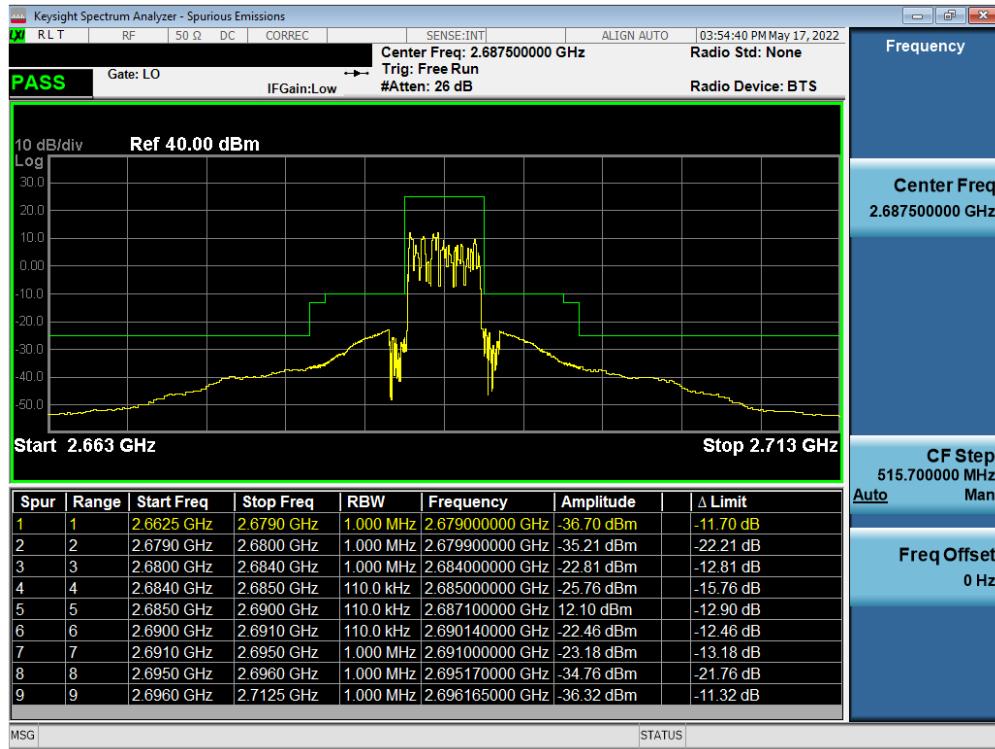 Keysight Spectrum Analyzer - Spurious Emissions
LXI RLT RF 50 Ω DC CORREC SENSE:INT ALIGN AUTO 03:54:40 PM May 17, 2022
Center Freq: 2.687500000 GHz Radio Std: None
Gate: LO Trig: Free Run
PASS IFGain:Low #Atten: 26 dB Radio Device: BTS
10 dB/div Ref 40.00 dBm
Log
30.0
20.0
10.0
0.00
-10.0
-20.0
-30.0
-40.0
-50.0
Start 2.663 GHz Stop 2.713 GHz
Spur Range Start Freq Stop Freq RBW Frequency Amplitude Δ Limit
1 1 2.6625 GHz 2.6790 GHz 1.000 MHz 2.679000000 GHz -36.70 dBm -11.70 dB
2 2 2.6790 GHz 2.6800 GHz 1.000 MHz 2.679900000 GHz -35.21 dBm -22.21 dB
3 3 2.6800 GHz 2.6840 GHz 1.000 MHz 2.684000000 GHz -22.81 dBm -12.81 dB
4 4 2.6840 GHz 2.6850 GHz 110.0 kHz 2.685000000 GHz -25.76 dBm -15.76 dB
5 5 2.6850 GHz 2.6900 GHz 110.0 kHz 2.687100000 GHz 12.10 dBm -12.90 dB
6 6 2.6900 GHz 2.6910 GHz 110.0 kHz 2.690140000 GHz -22.46 dBm -12.46 dB
7 7 2.6910 GHz 2.6950 GHz 1.000 MHz 2.691000000 GHz -23.18 dBm -13.18 dB
8 8 2.6950 GHz 2.6960 GHz 1.000 MHz 2.695170000 GHz -34.76 dBm -21.76 dB
9 9 2.6960 GHz 2.7125 GHz 1.000 MHz 2.696165000 GHz -36.32 dBm -11.32 dB
MSG STATUS
Frequency
Center Freq
2.687500000 GHz
CF Step
515.700000 MHz
Auto Man
Freq Offset
0 Hz